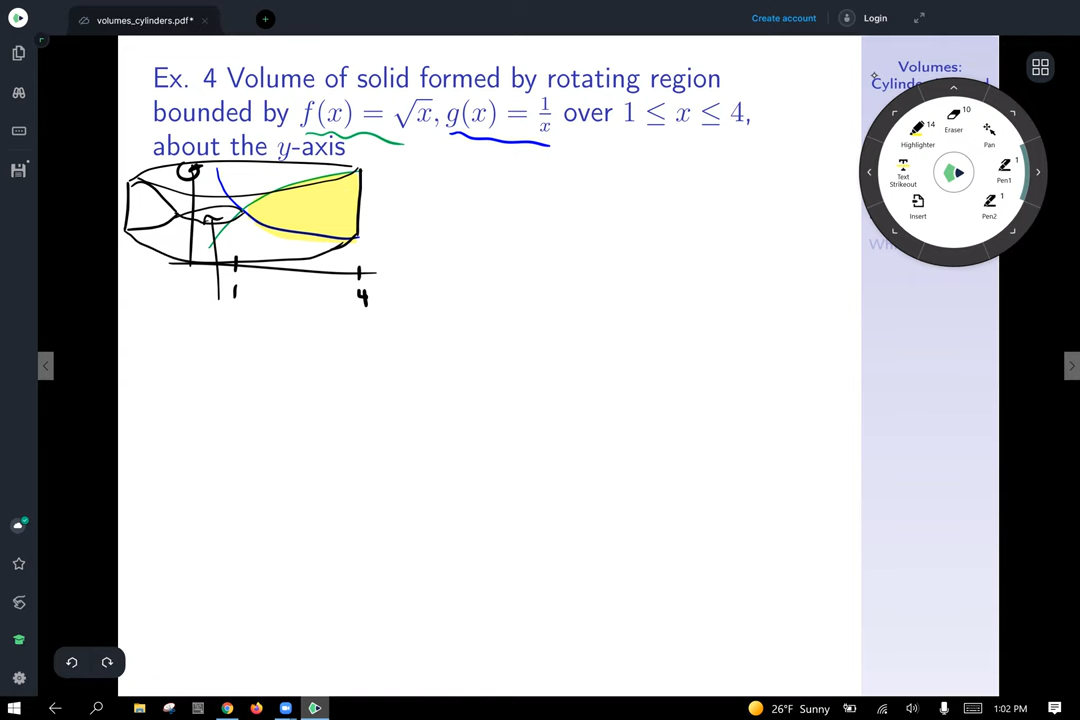 volumes_cylinders.pdf*
Create account
Login
Ex. 4 Volume of solid formed by rotating region
bounded by f(x) = √x, g(x) = 1/x over 1 ≤ x ≤ 4,
about the y-axis
1
4
Volumes:
10
Eraser
14
Highlighter
Pan
Text
Strikeout
1
Pen1
Insert
1
Pen2
26°F Sunny
1:02 PM